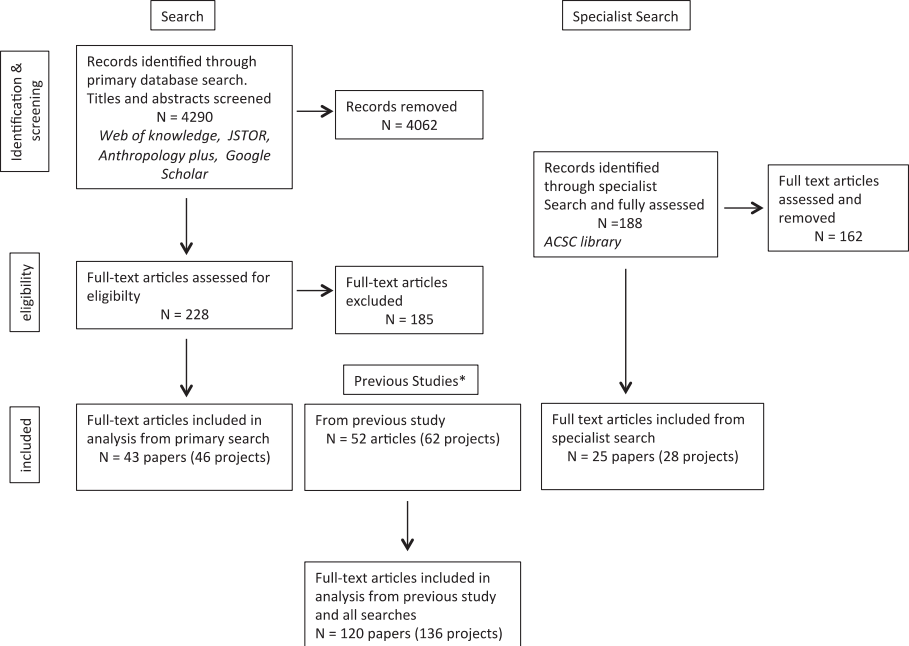 Search
Specialist Search
Identification &
screening
Records identified through
primary database search.
Titles and abstracts screened
N = 4290
Web of knowledge, JSTOR,
Anthropology plus, Google
Scholar
Records removed
N = 4062
Records identified
through specialist
Search and fully assessed
N =188
ACSC library
Full text articles
assessed and
removed
N = 162
eligibility
Full-text articles assessed for
eligibilty
N = 228
Full-text articles
excluded
N = 185
Previous Studies*
included
Full-text articles included in
analysis from primary search
N = 43 papers (46 projects)
From previous study
N = 52 articles (62 projects)
Full text articles included from
specialist search
N = 25 papers (28 projects)
Full-text articles included in
analysis from previous study
and all searches
N = 120 papers (136 projects)